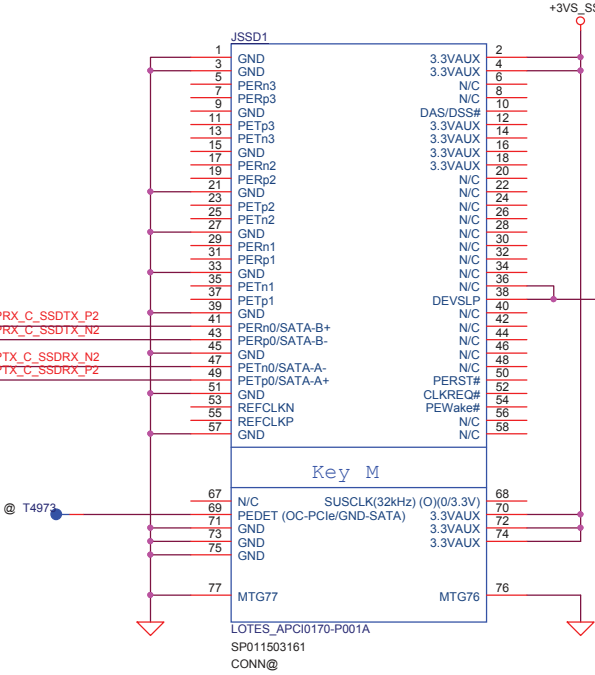 +3VS_SS
JSSD1
1 GND 3.3VAUX 2
3 GND 3.3VAUX 4
5 PERn3 N/C 6
7 PERp3 N/C 8
9 GND DAS/DSS# 10
11 PETp3 3.3VAUX 12
13 PETn3 3.3VAUX 14
15 GND 3.3VAUX 16
17 PERn2 3.3VAUX 18
19 PERp2 N/C 20
21 GND N/C 22
23 PETp2 N/C 24
25 PETn2 N/C 26
27 GND N/C 28
29 PERn1 N/C 30
31 PERp1 N/C 32
33 GND N/C 34
35 PETn1 N/C 36
37 PETp1 DEVSLP 38
39 GND N/C 40
PRX_C_SSDTX_P2 41 PERn0/SATA-B+ N/C 42
PRX_C_SSDTX_N2 43 PERp0/SATA-B- N/C 44
45 GND N/C 46
PTX_C_SSDRX_N2 47 PETn0/SATA-A- N/C 48
PTX_C_SSDRX_P2 49 PETp0/SATA-A+ PERST# 50
51 GND CLKREQ# 52
53 REFCLKN PEWake# 54
55 REFCLKP N/C 56
57 GND N/C 58
Key M
67 N/C SUSCLK(32kHz) (O)(0/3.3V) 68
@ T4973 69 PEDET (OC-PCIe/GND-SATA) 3.3VAUX 70
71 GND 3.3VAUX 72
73 GND 3.3VAUX 74
75 GND
77 MTG77 MTG76 76
LOTES_APCI0170-P001A
SP011503161
CONN@